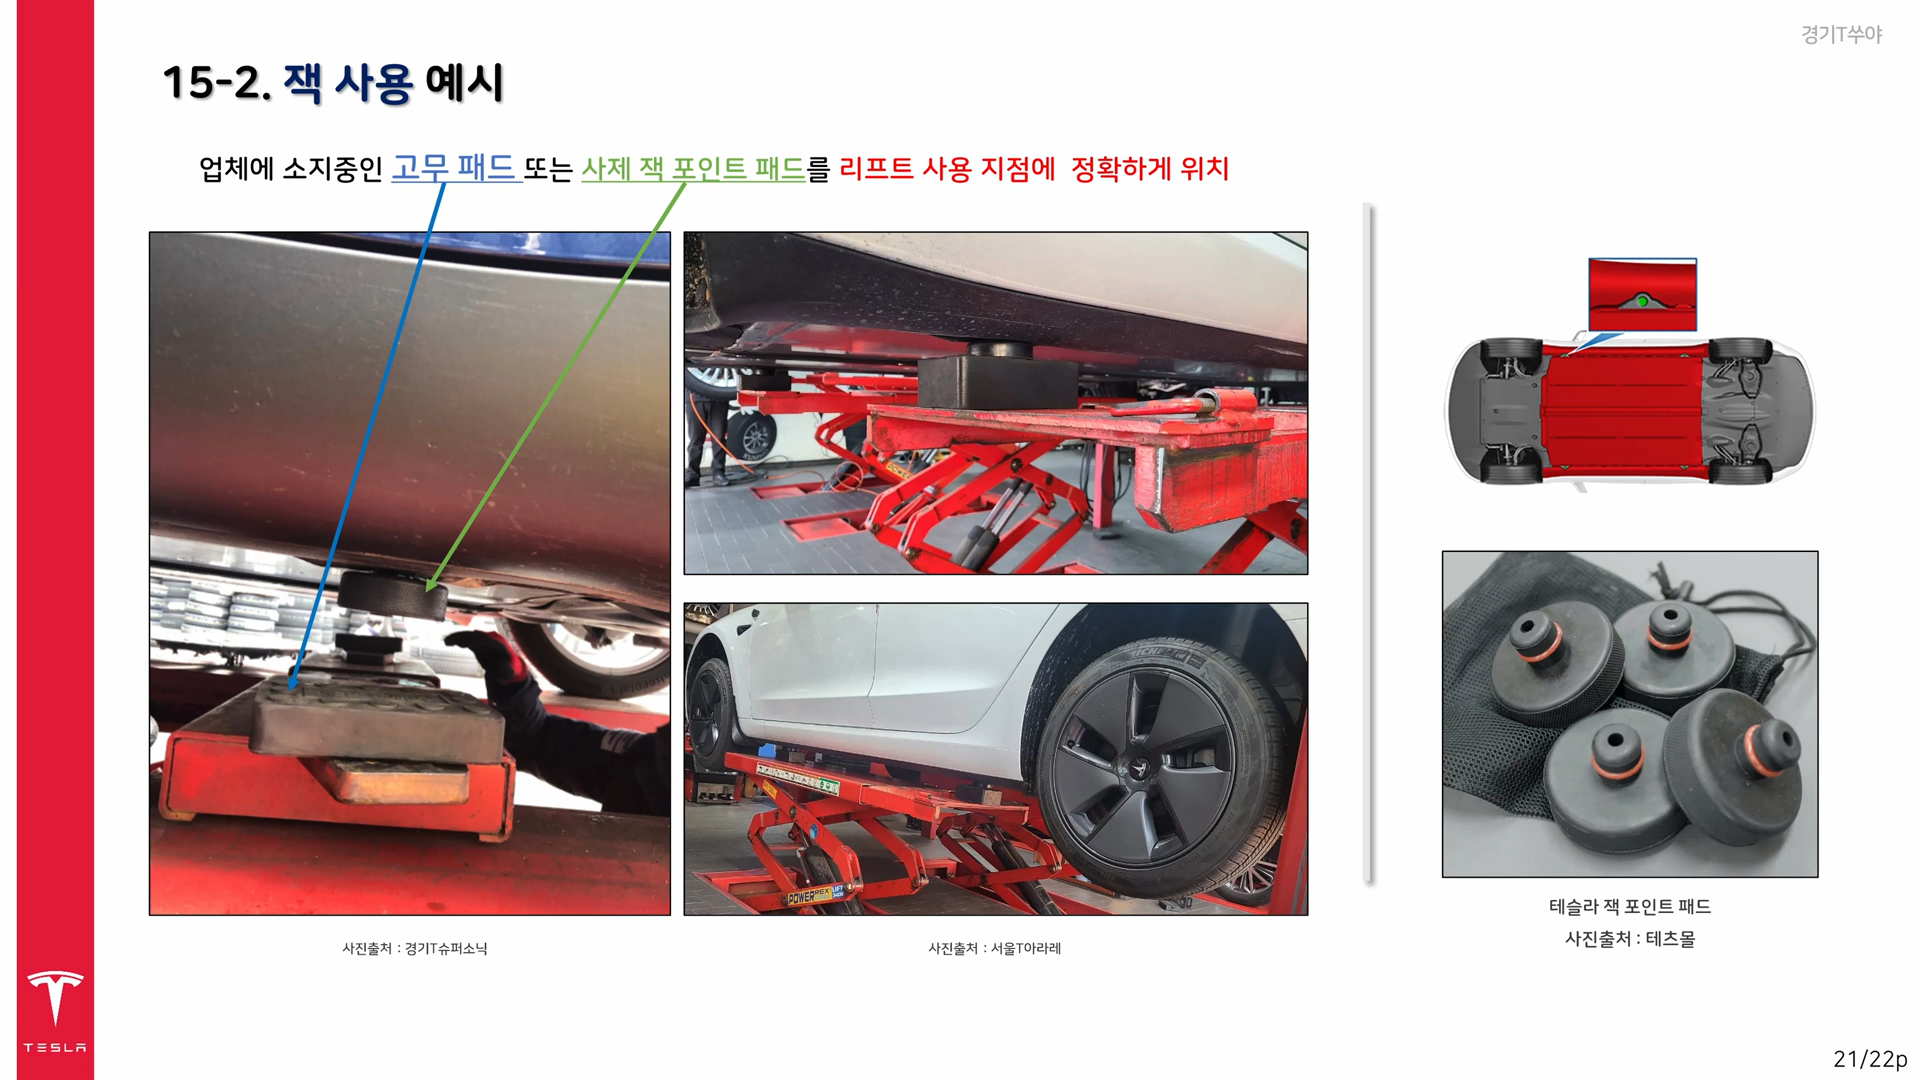 경기T쑤야
15-2. 잭 사용 예시
업체에 소지중인 고무 패드 또는 사제 잭 포인트 패드를 리프트 사용 지점에 정확하게 위치
POWERREX
사진출처 : 경기T슈퍼소닉
사진출처 : 서울T아라레
테슬라 잭 포인트 패드
사진출처 : 테츠몰
TESLA
21/22p